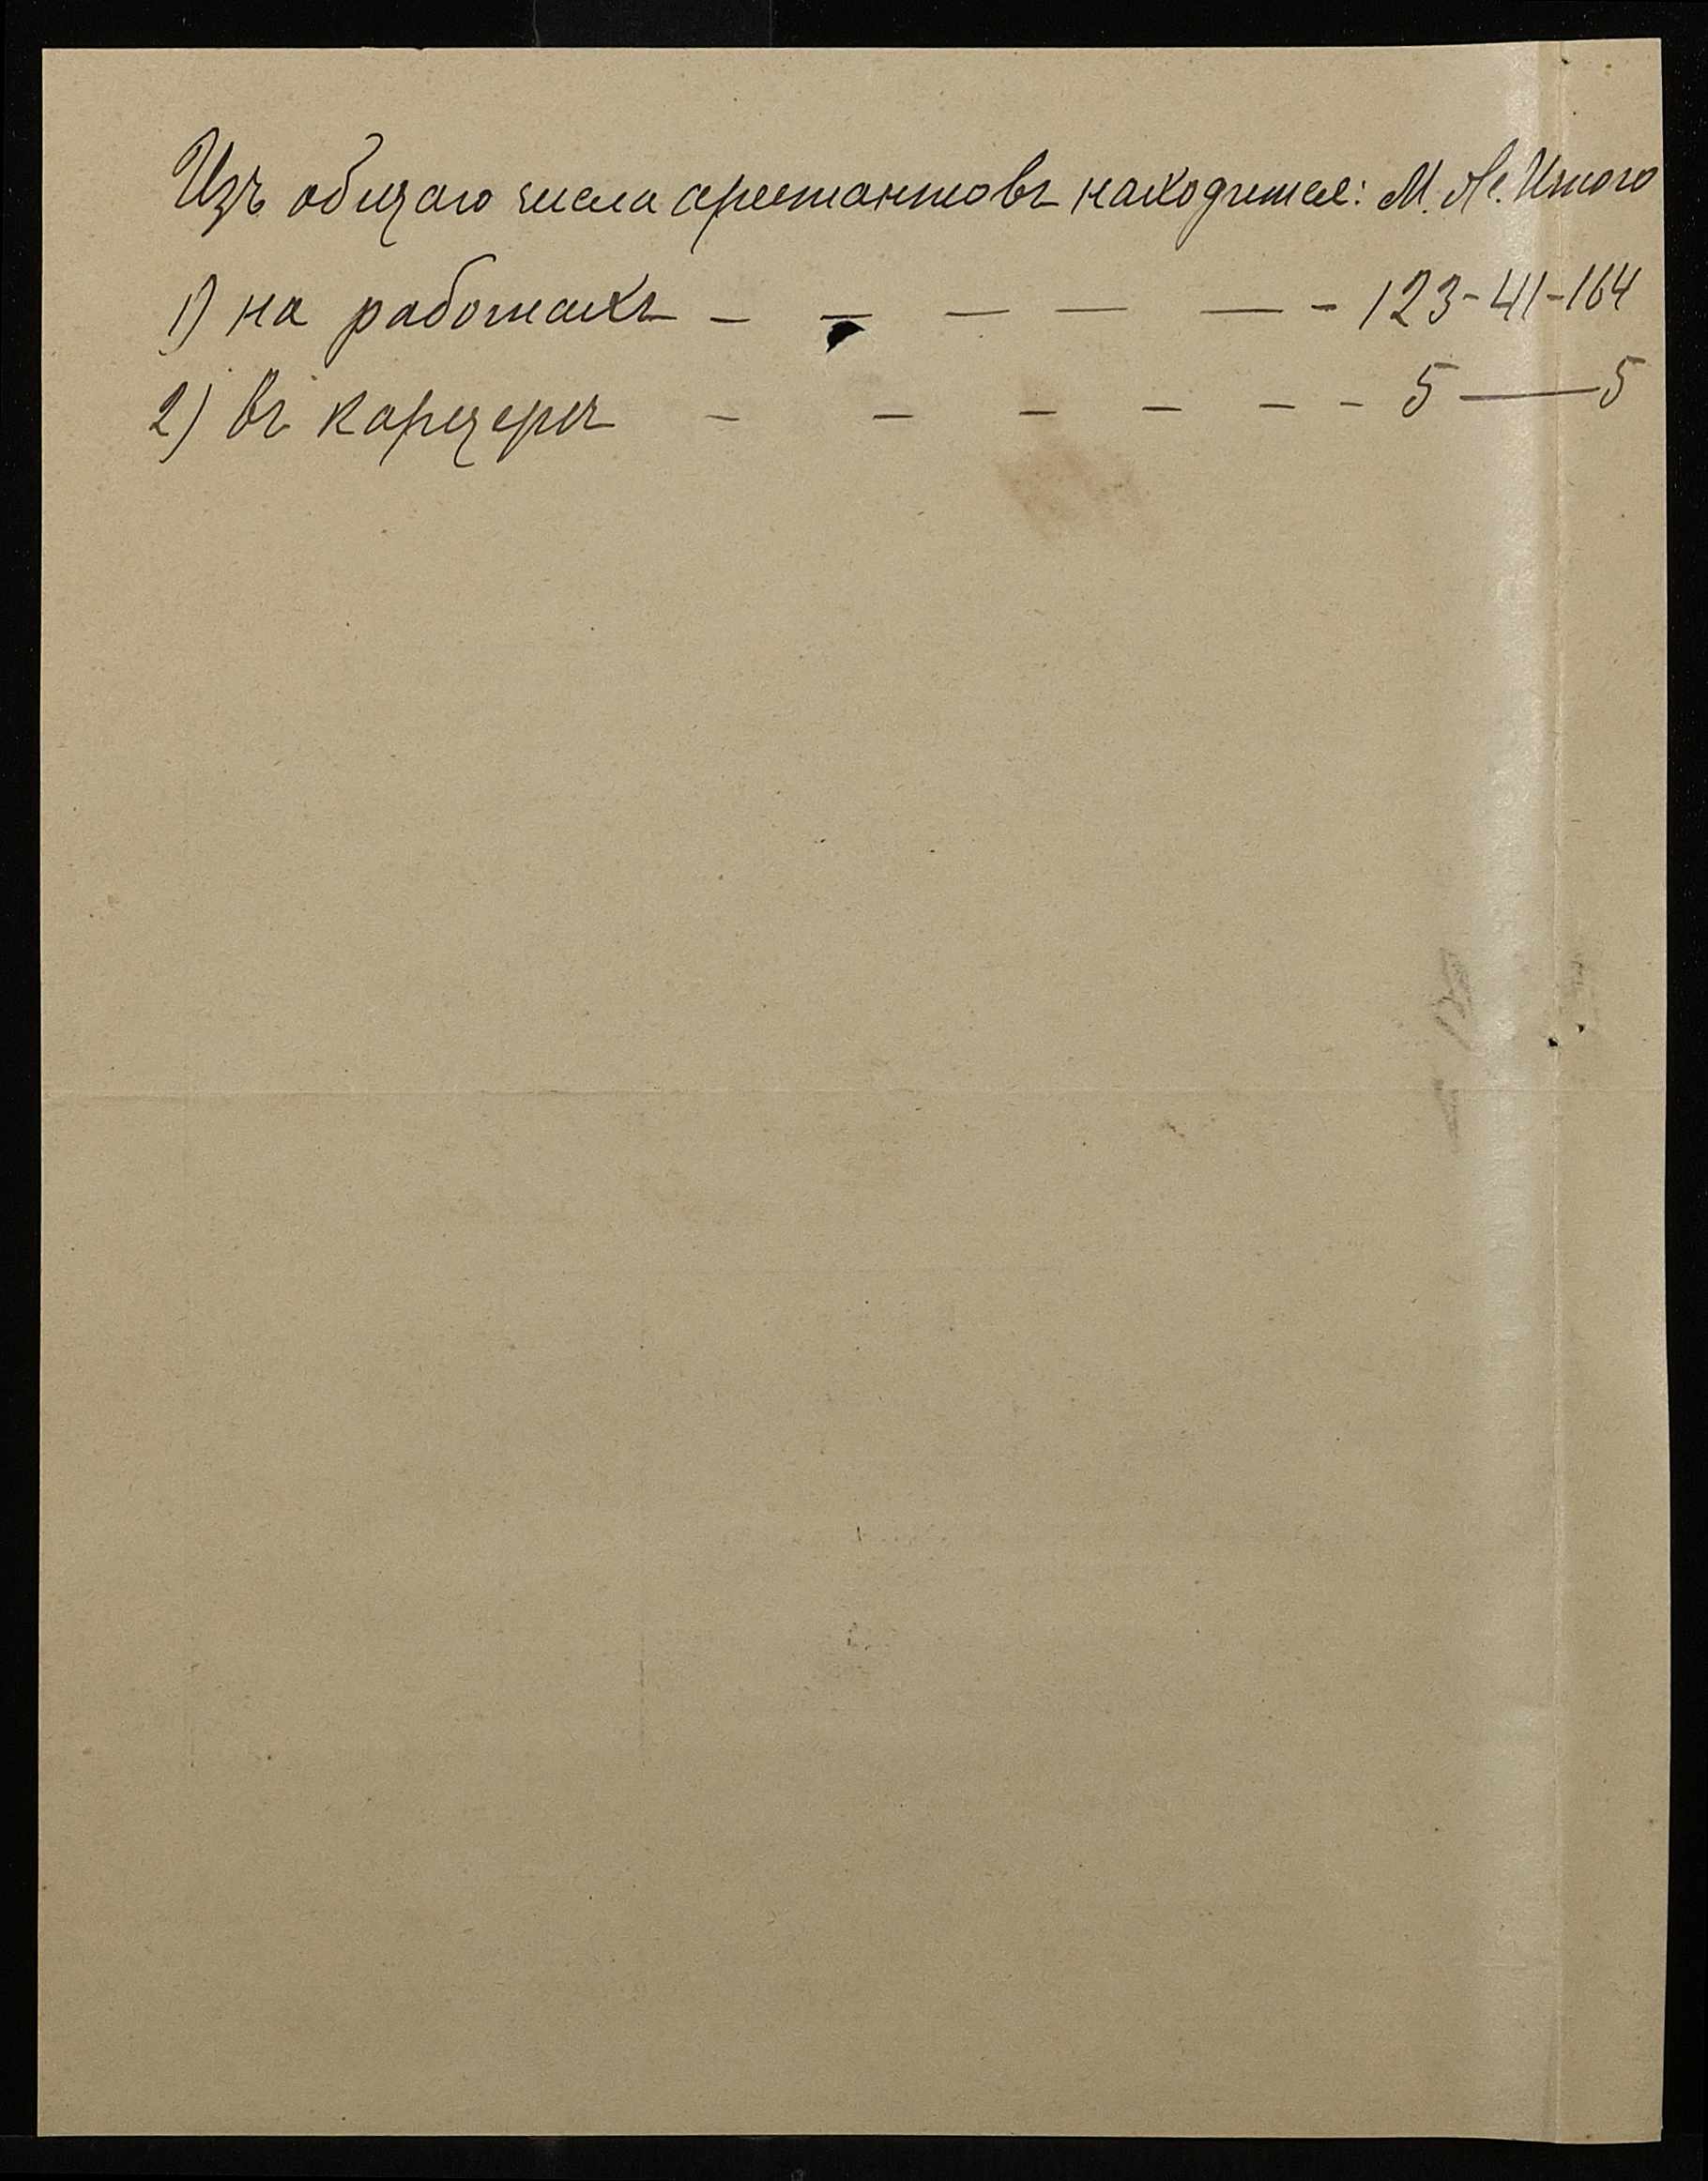 Изъ общаго числа арестантовъ находится: М. Ж. Итого
1) на работахъ – – – – – – 123-41-164
2) въ карцерѣ – – – – – – 5 — 5